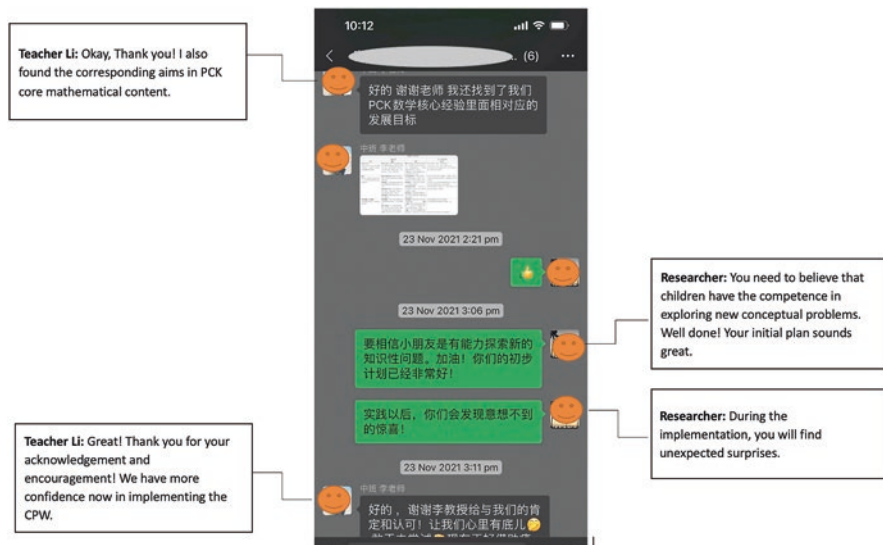 10:12
(6)
Teacher Li: Okay, Thank you! I also
found the corresponding aims in PCK
core mathematical content.
好的 谢谢老师 我还找到了我们
PCK数学核心经验里面相对应的
发展目标
中班 李老师
23 Nov 2021 2:21 pm
23 Nov 2021 3:06 pm
要相信小朋友是有能力探索新的
知识性问题。加油！你们的初步
计划已经非常好！
Researcher: You need to believe that
children have the competence in
exploring new conceptual problems.
Well done! Your initial plan sounds
great.
实践以后，你们会发现意想不到
的惊喜！
Researcher: During the
implementation, you will find
unexpected surprises.
23 Nov 2021 3:11 pm
Teacher Li: Great! Thank you for your
acknowledgement and
encouragement! We have more
confidence now in implementing the
CPW.
中班 李老师
好的，谢谢李教授给与我们的肯
定和认可！让我们心里有底儿